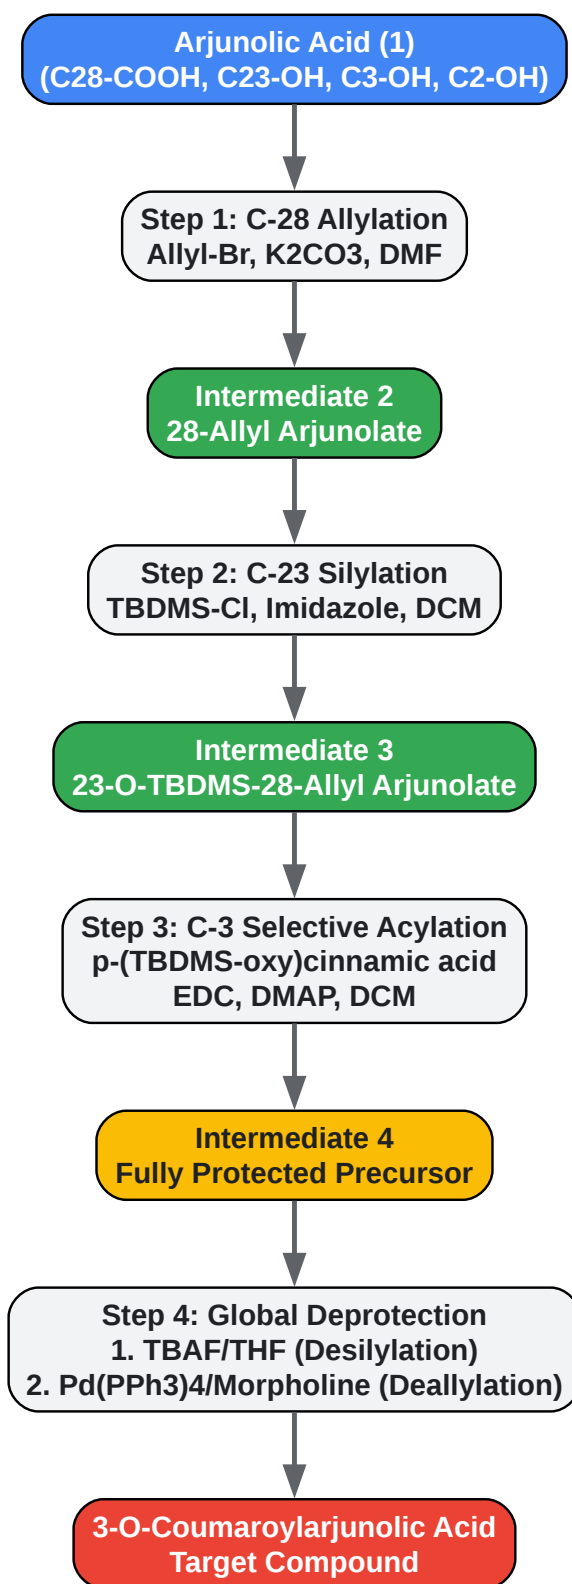 Arjunolic Acid (1)
(C28-COOH, C23-OH, C3-OH, C2-OH)
Step 1: C-28 Allylation
Allyl-Br, K2CO3, DMF
Intermediate 2
28-Allyl Arjunolate
Step 2: C-23 Silylation
TBDMS-Cl, Imidazole, DCM
Intermediate 3
23-O-TBDMS-28-Allyl Arjunolate
Step 3: C-3 Selective Acylation
p-(TBDMS-oxy)cinnamic acid
EDC, DMAP, DCM
Intermediate 4
Fully Protected Precursor
Step 4: Global Deprotection
1. TBAF/THF (Desilylation)
2. Pd(PPh3)4/Morpholine (Deallylation)
3-O-Coumaroylarjunolic Acid
Target Compound